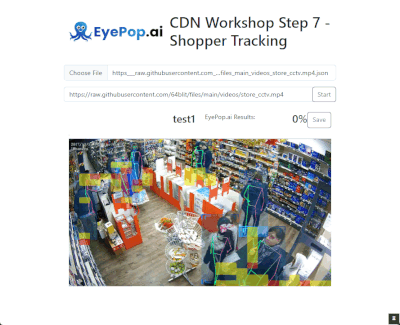 EyePop.ai
CDN Workshop Step 7 -
Shopper Tracking
Choose File
https___raw.githubusercontent.com_...files_main_videos_store_cctv.mp4.json
https://raw.githubusercontent.com/64blit/files/main/videos/store_cctv.mp4
Start
test1
EyePop.ai Results:
0%
Save